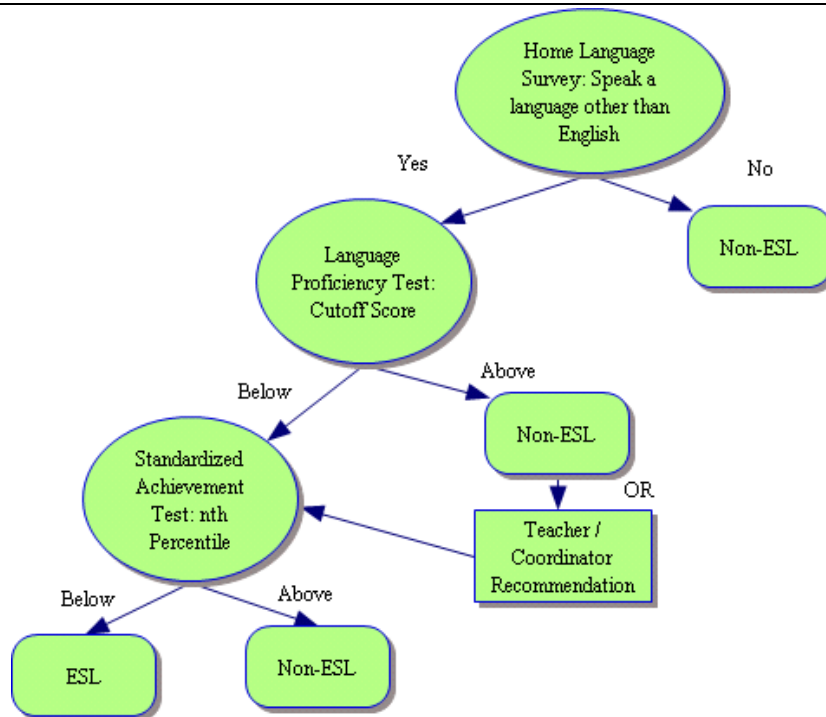 Home Language
Survey: Speak a
language other than
English
Yes
No
Non-ESL
Language
Proficiency Test:
Cutoff Score
Below
Above
Non-ESL
OR
Teacher /
Coordinator
Recommendation
Standardized
Achievement
Test: nth
Percentile
Below
Above
ESL
Non-ESL